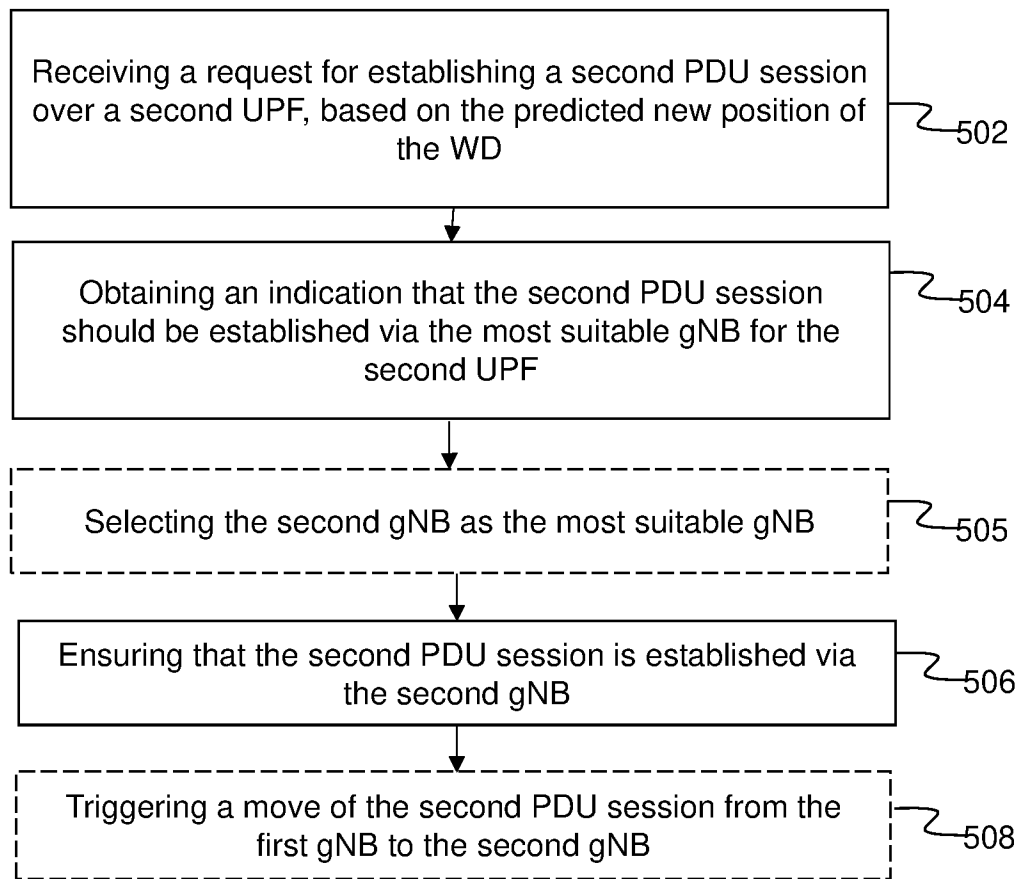 Receiving a request for establishing a second PDU session
over a second UPF, based on the predicted new position of
the WD
502
Obtaining an indication that the second PDU session
should be established via the most suitable gNB for the
second UPF
504
Selecting the second gNB as the most suitable gNB
505
Ensuring that the second PDU session is established via
the second gNB
506
Triggering a move of the second PDU session from the
first gNB to the second gNB
508